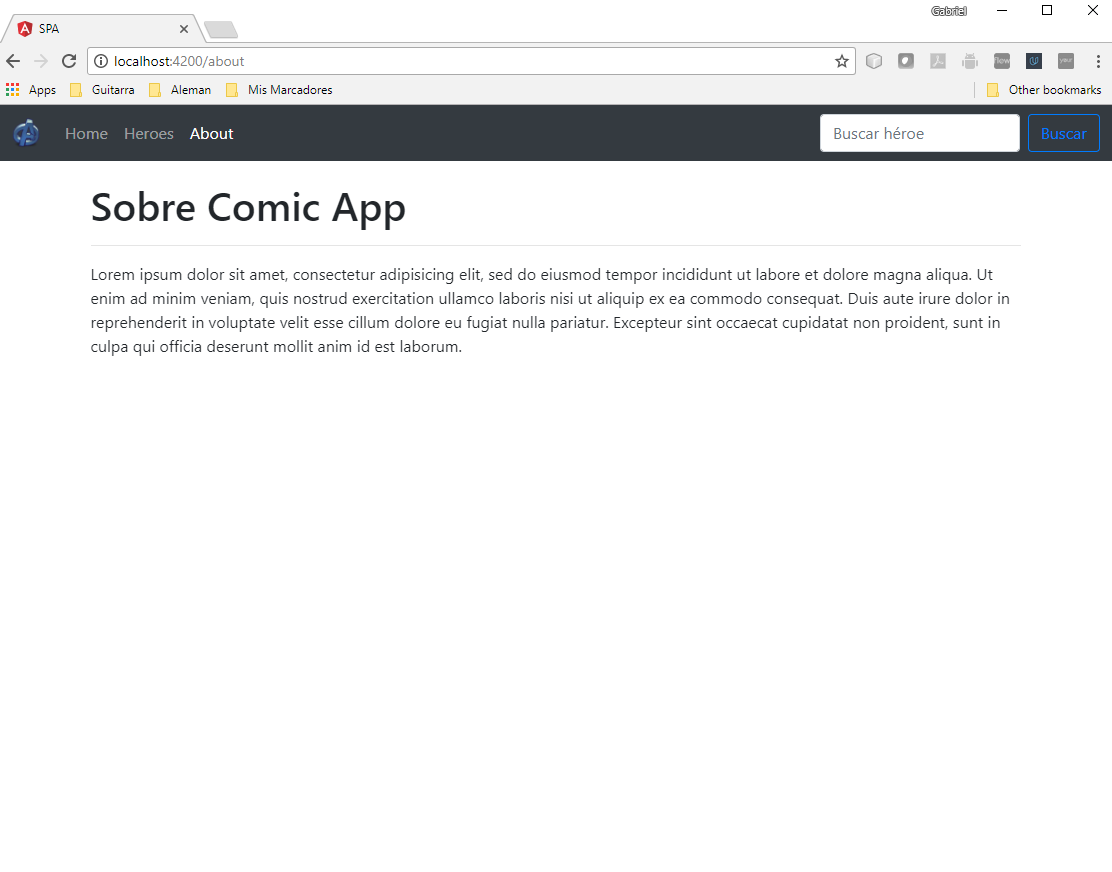 Gabriel
SPA
localhost:4200/about
Apps Guitarra Aleman Mis Marcadores Other bookmarks
Home Heroes About Buscar héroe Buscar
Sobre Comic App
Lorem ipsum dolor sit amet, consectetur adipisicing elit, sed do eiusmod tempor incididunt ut labore et dolore magna aliqua. Ut
enim ad minim veniam, quis nostrud exercitation ullamco laboris nisi ut aliquip ex ea commodo consequat. Duis aute irure dolor in
reprehenderit in voluptate velit esse cillum dolore eu fugiat nulla pariatur. Excepteur sint occaecat cupidatat non proident, sunt in
culpa qui officia deserunt mollit anim id est laborum.